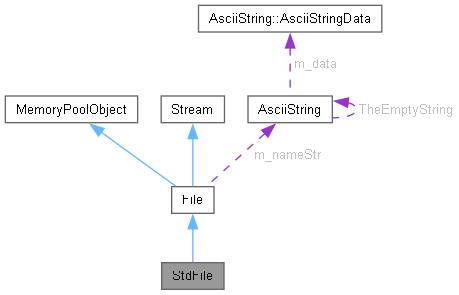 AsciiString::AsciiStringData
m_data
MemoryPoolObject
Stream
AsciiString
TheEmptyString
m_nameStr
File
StdFile